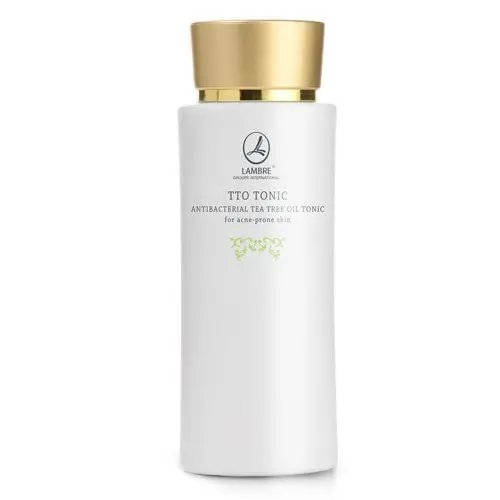 LAMBRE®
GROUPE INTERNATIONAL
TTO TONIC
ANTIBACTERIAL TEA TREE OIL TONIC
for acne-prone skin